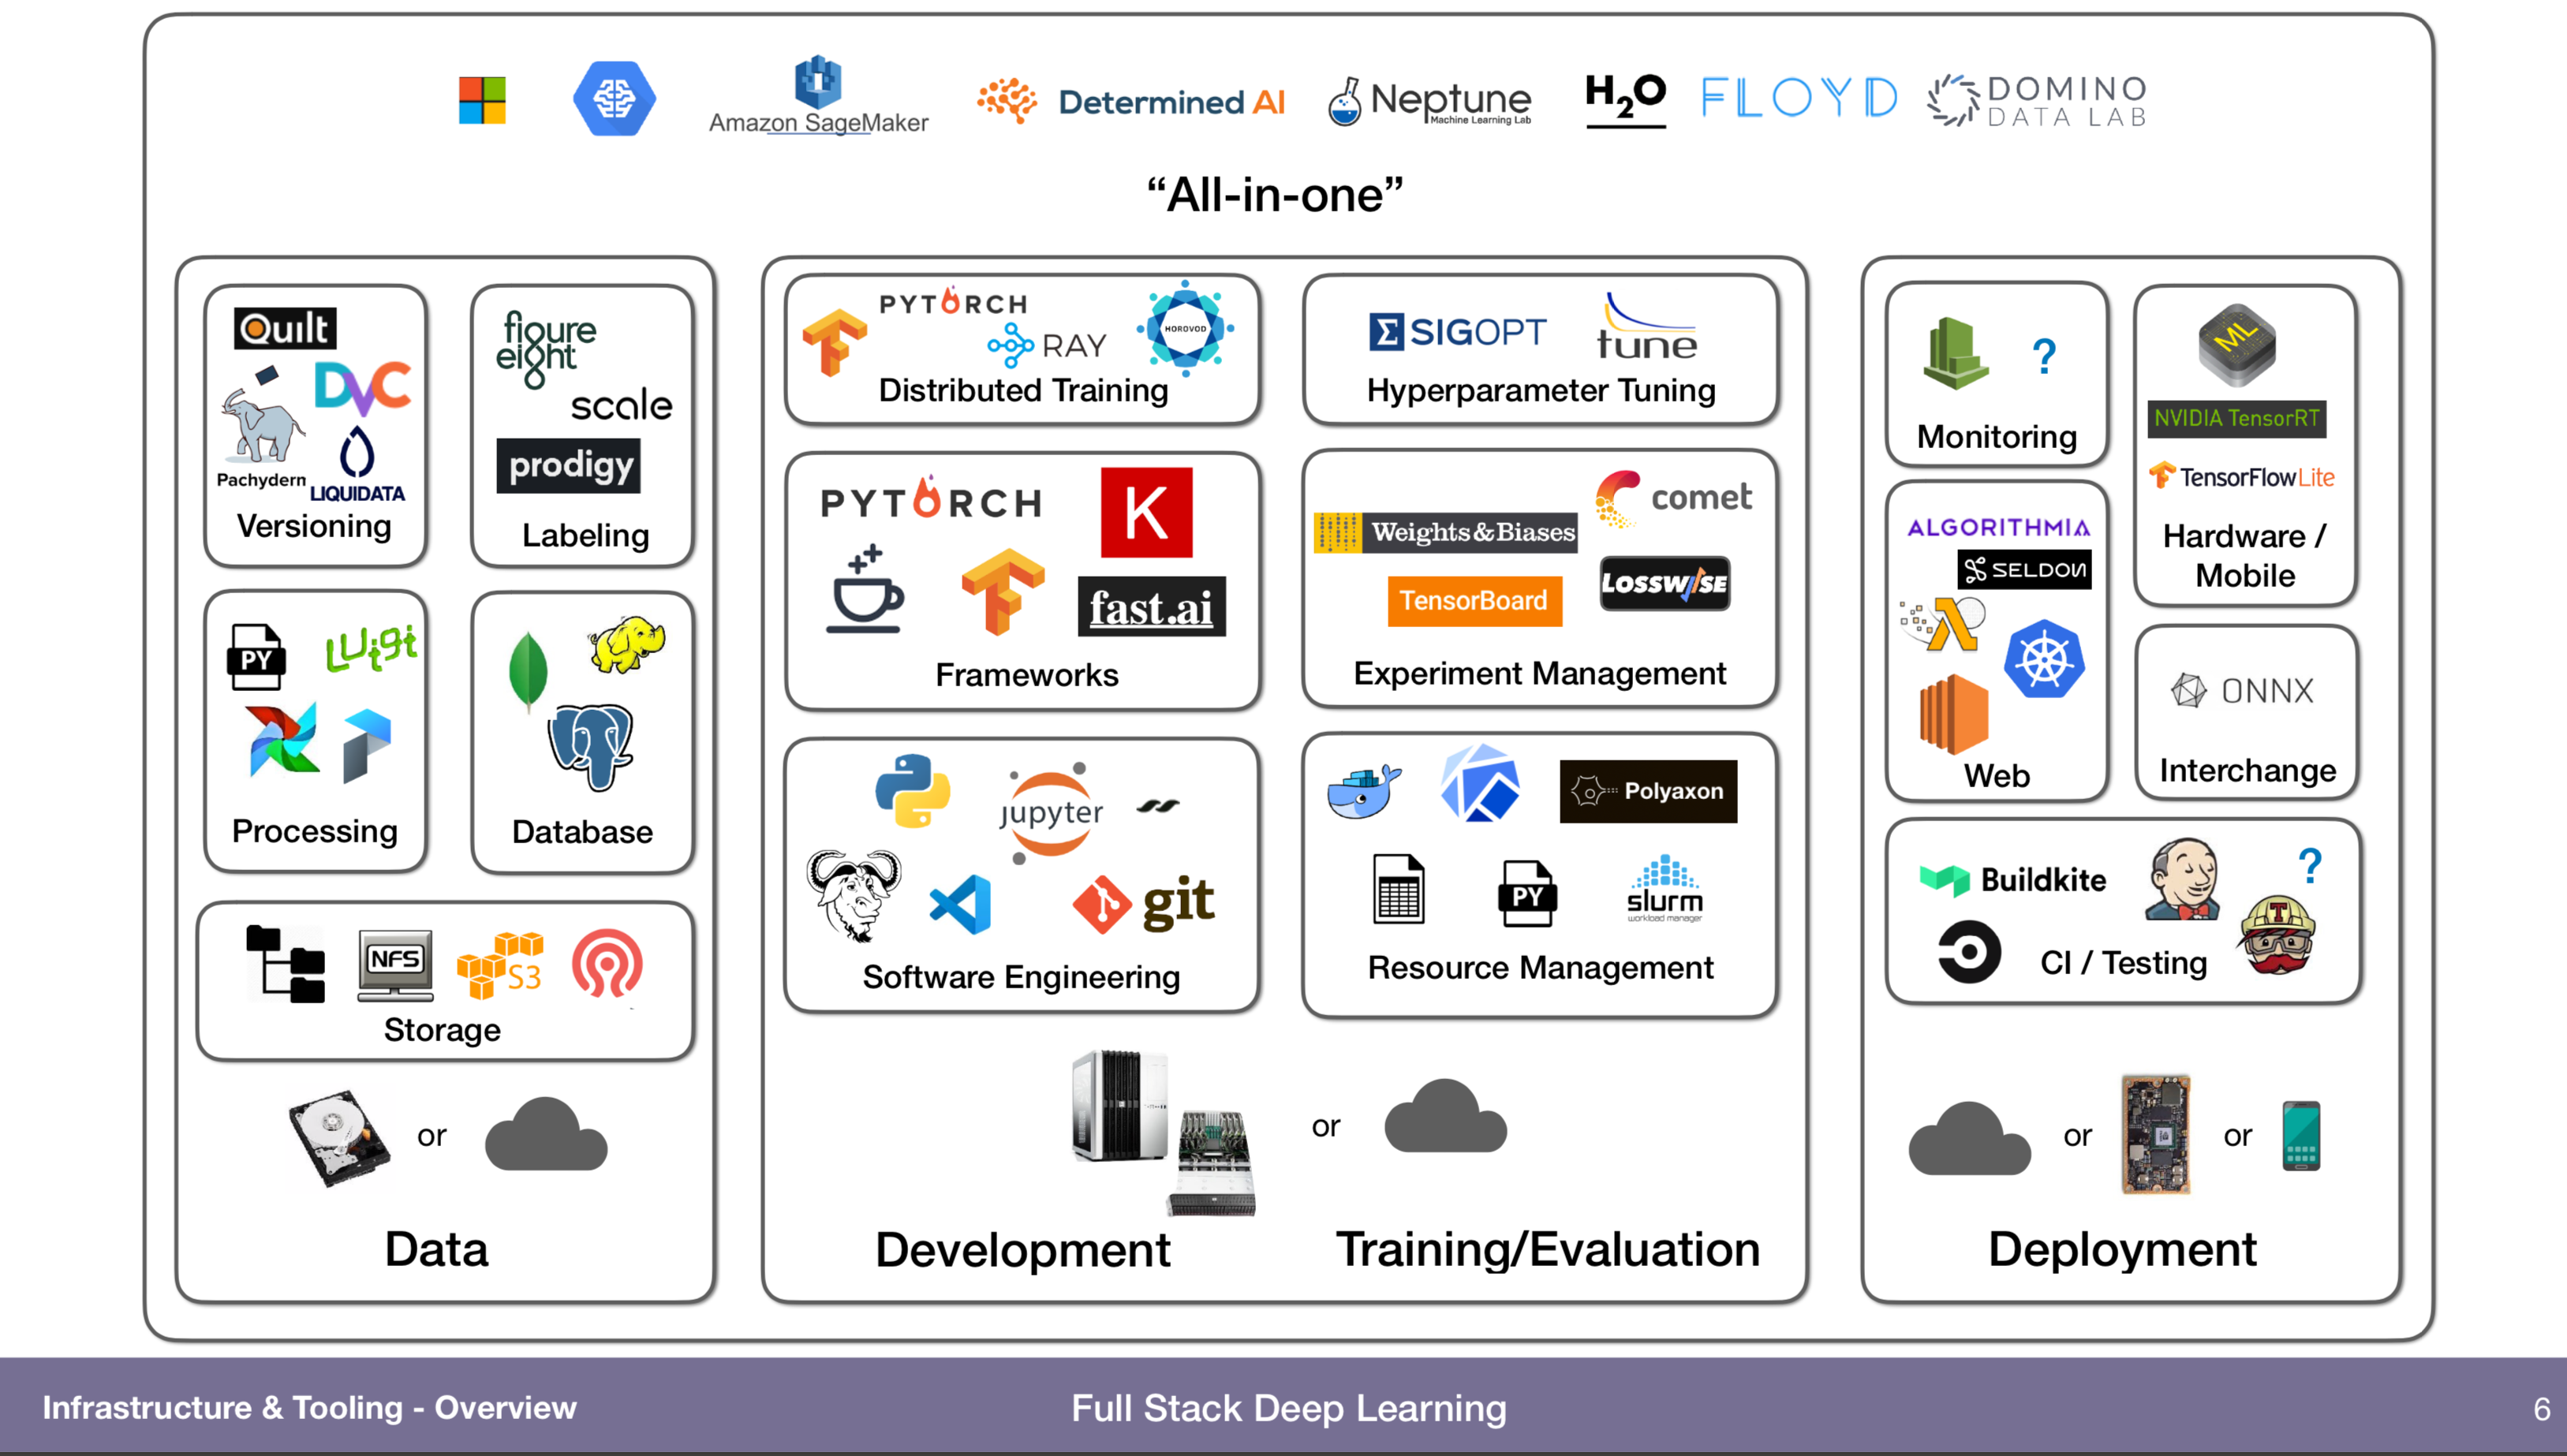 Amazon SageMaker
Determined AI
Neptune
Machine Learning Lab
H2O
FLOYD
DOMINO
DATA LAB
“All-in-one”
Quilt
DVC
Pachydern
LIQUIDATA
Versioning
figure
eight
scale
prodigy
Labeling
PY
Luigi
Processing
Database
NFS
S3
Storage
or
Data
PYTORCH
RAY
HOROVOD
Distributed Training
SIGOPT
tune
Hyperparameter Tuning
PYTORCH
K
++
fast.ai
Frameworks
comet
Weights & Biases
TensorBoard
LOSSWISE
Experiment Management
jupyter
git
Software Engineering
Polyaxon
PY
slurm
workload manager
Resource Management
or
Development
Training/Evaluation
?
Monitoring
ML
NVIDIA TensorRT
TensorFlow Lite
Hardware /
Mobile
ALGORITHMIA
SELDON
Web
ONNX
Interchange
Buildkite
?
T
CI / Testing
or
or
Deployment
Infrastructure & Tooling - Overview
Full Stack Deep Learning
6